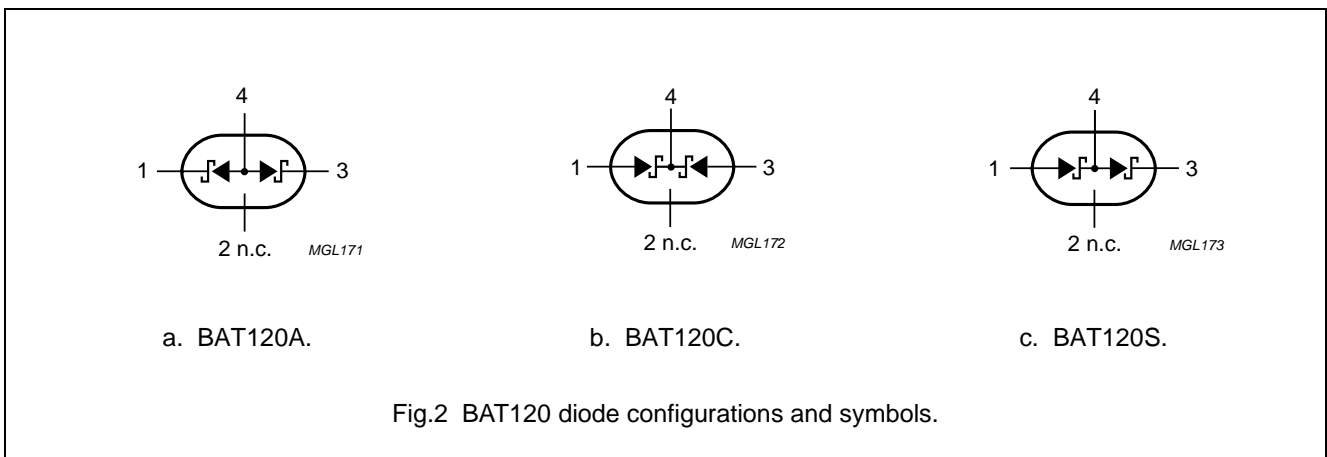 4
4
4
1
3
1
3
1
3
2 n.c.
MGL171
2 n.c.
MGL172
2 n.c.
MGL173
a. BAT120A.
b. BAT120C.
c. BAT120S.
Fig.2 BAT120 diode configurations and symbols.